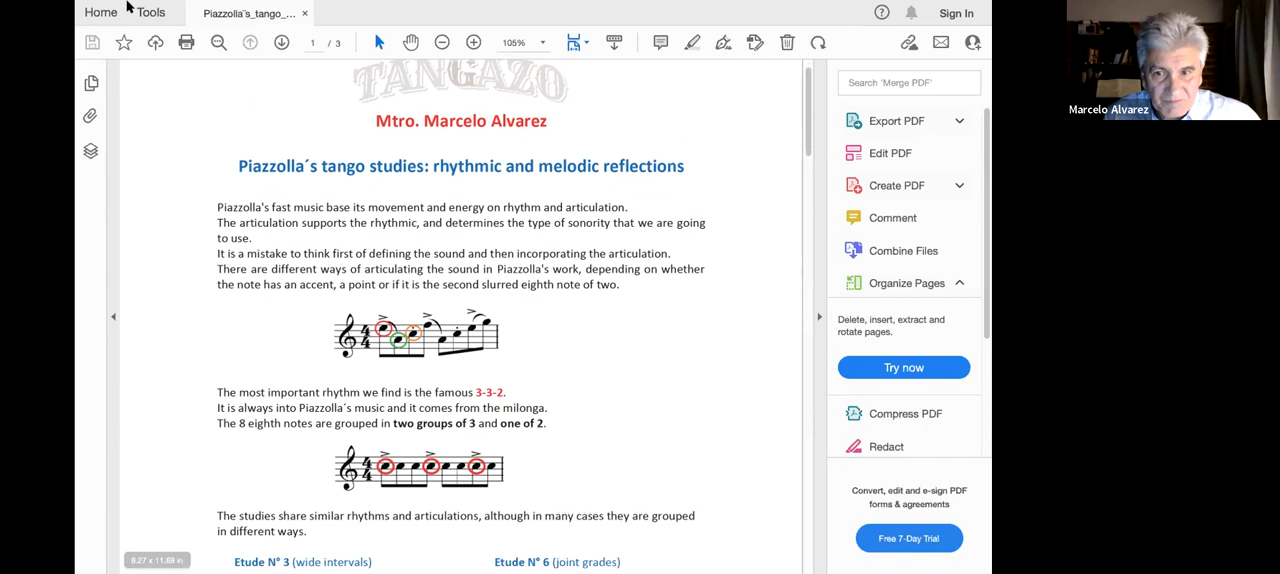 Home
Tools
Piazzolla¨s_tango_... ×
Sign In
1 / 3
105%
TANGAZO
Mtro. Marcelo Alvarez
Piazzolla´s tango studies: rhythmic and melodic reflections
Piazzolla's fast music base its movement and energy on rhythm and articulation.
The articulation supports the rhythmic, and determines the type of sonority that we are going
to use.
It is a mistake to think first of defining the sound and then incorporating the articulation.
There are different ways of articulating the sound in Piazzolla's work, depending on whether
the note has an accent, a point or if it is the second slurred eighth note of two.
The most important rhythm we find is the famous 3-3-2.
It is always into Piazzolla´s music and it comes from the milonga.
The 8 eighth notes are grouped in two groups of 3 and one of 2.
The studies share similar rhythms and articulations, although in many cases they are grouped
in different ways.
Etude N° 3 (wide intervals)
Etude N° 6 (joint grades)
8.27 x 11.69 in
Search 'Merge PDF'
Export PDF
Edit PDF
Create PDF
Comment
Combine Files
Organize Pages
Delete, insert, extract and
rotate pages.
Try now
Compress PDF
Redact
Convert, edit and e-sign PDF
forms & agreements
Free 7-Day Trial
Marcelo Alvarez